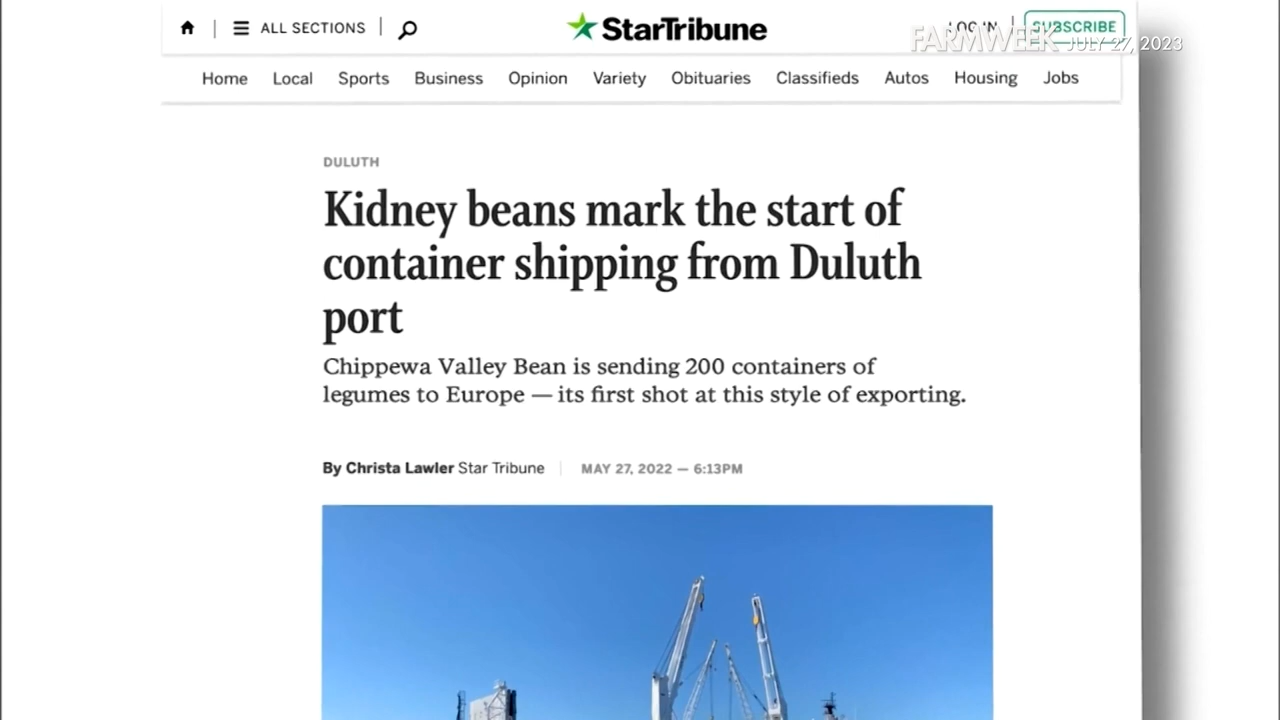 ALL SECTIONS
StarTribune
LOG IN
SUBSCRIBE
FARMWEEK JULY 27, 2023
Home Local Sports Business Opinion Variety Obituaries Classifieds Autos Housing Jobs
DULUTH
Kidney beans mark the start of
container shipping from Duluth
port
Chippewa Valley Bean is sending 200 containers of
legumes to Europe — its first shot at this style of exporting.
By Christa Lawler Star Tribune
MAY 27, 2022 — 6:13PM